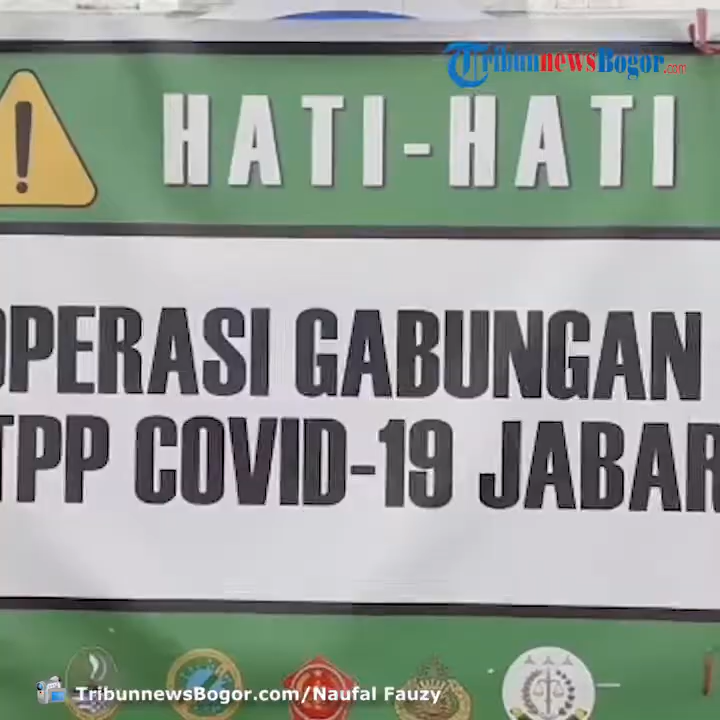 TribunnewsBogor.com
HATI-HATI
OPERASI GABUNGAN
TPP COVID-19 JABAR
TribunnewsBogor.com/Naufal Fauzy